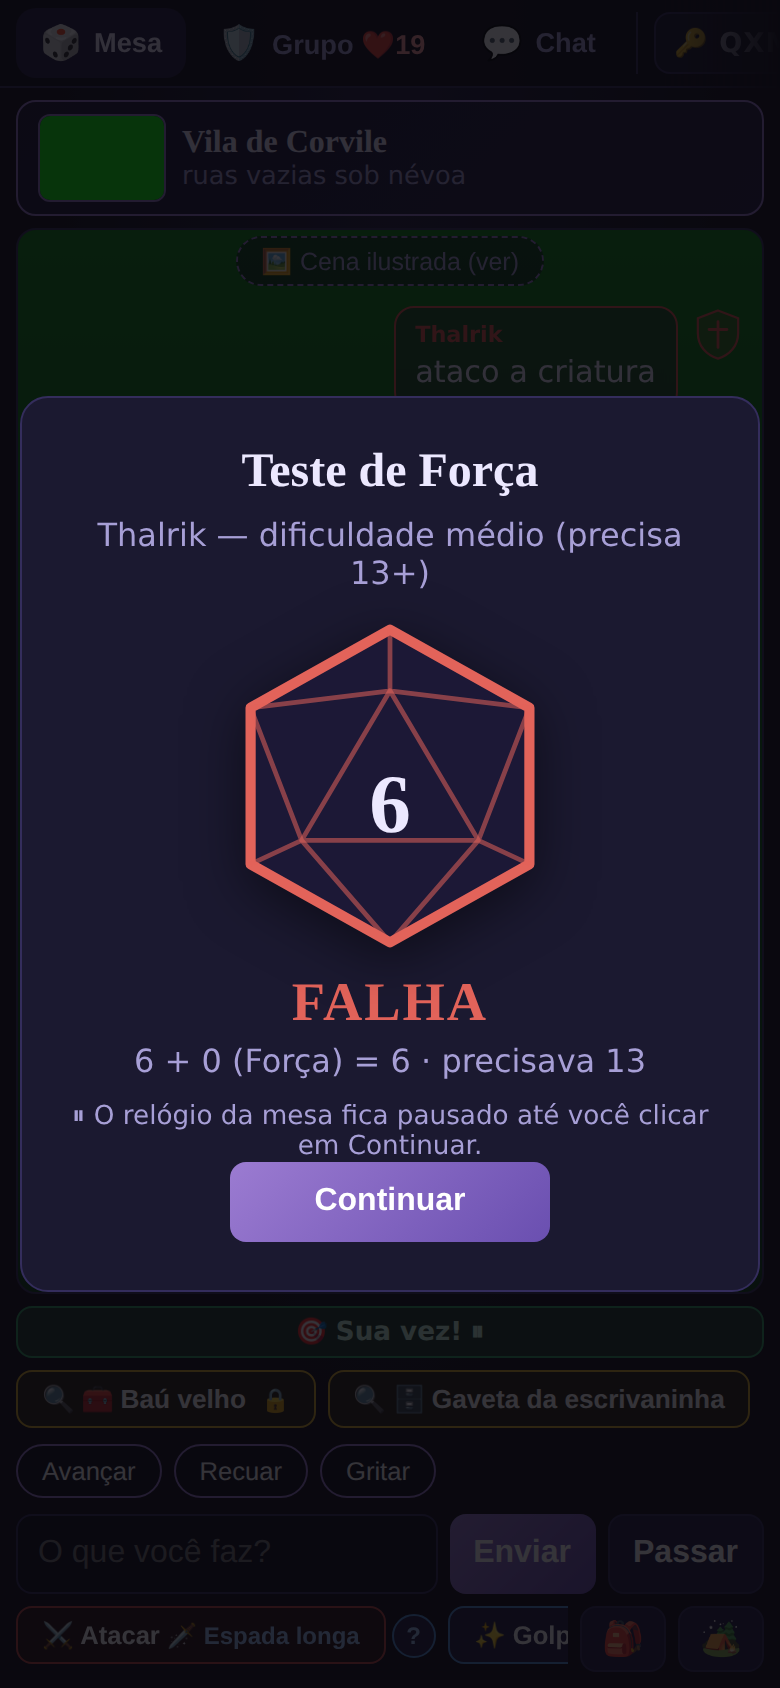 Mesa
Grupo 19
Chat
QX
Vila de Corvile
ruas vazias sob névoa
Cena ilustrada (ver)
Thalrik
ataco a criatura
Teste de Força
Thalrik — dificuldade médio (precisa
13+)
6
FALHA
6 + 0 (Força) = 6 · precisava 13
O relógio da mesa fica pausado até você clicar
em Continuar.
Continuar
Sua vez!
Baú velho
Gaveta da escrivaninha
Avançar
Recuar
Gritar
O que você faz?
Enviar
Passar
Atacar Espada longa
?
Golp